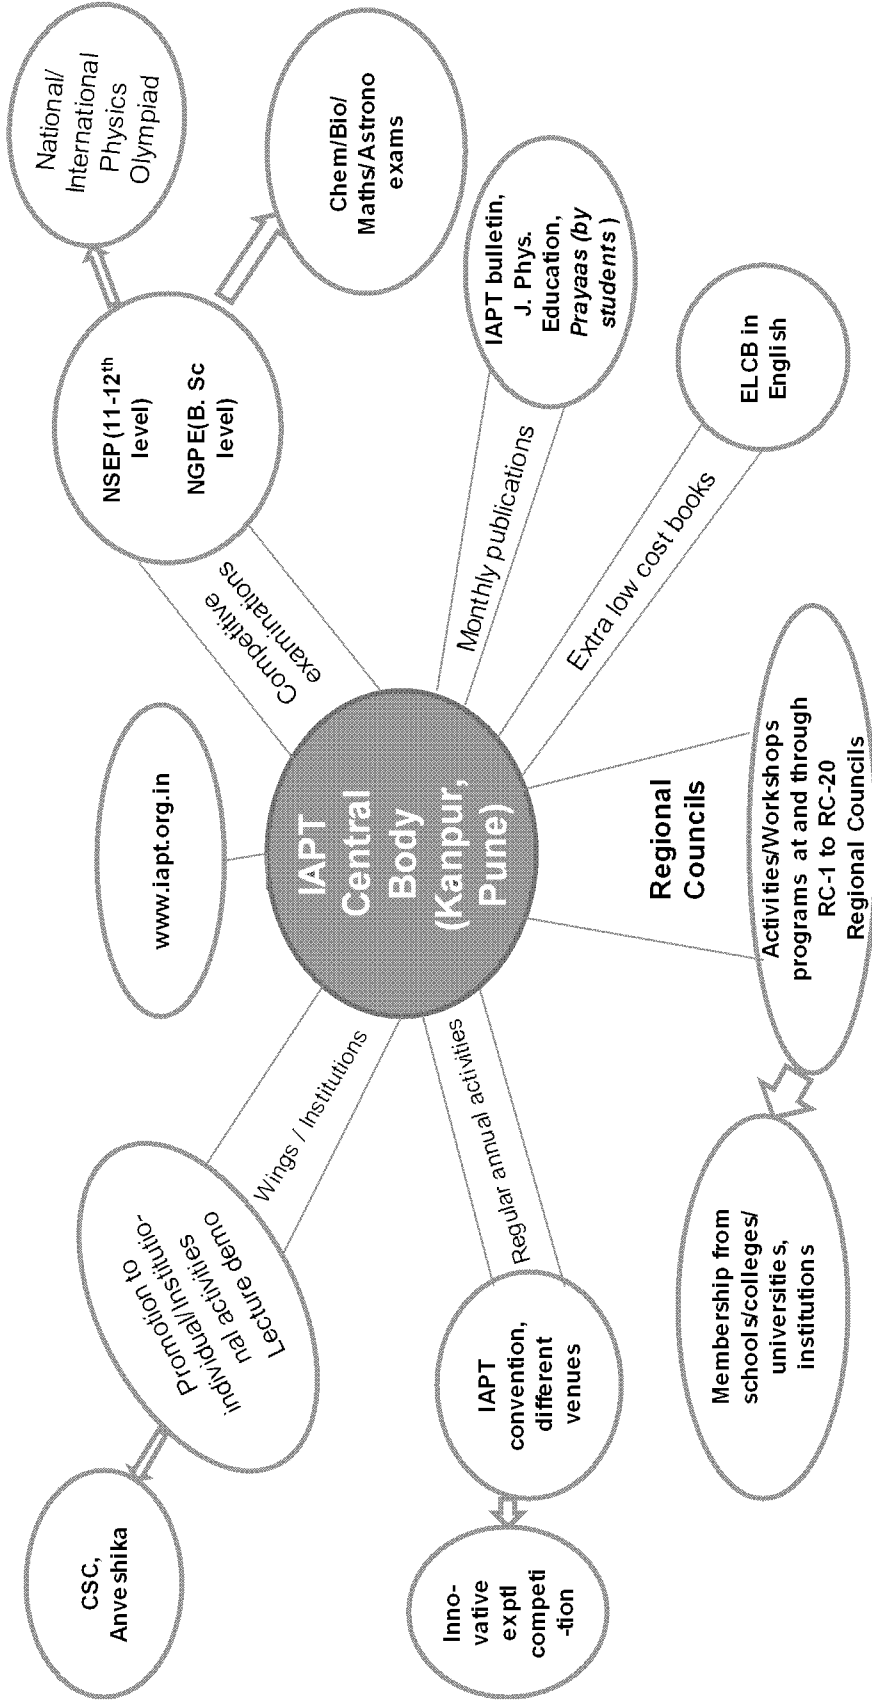 CSC,
Anveshika
Promotion to
individual/Institutio-
nal activities
Lecture demo
Wings / Institutions
www.iapt.org.in
Competitive
examinations
NSEP(11-12th
level)
NGPE(B. Sc
level)
National/
International
Physics
Olympiad
Chem/Bio/
Maths/Astrono
exams
IAPT
Central
Body
(Kanpur,
Pune)
Inno-
vative
exptl
competi
-tion
IAPT
convention,
different
venues
Regular annual activities
Monthly publications
IAPT bulletin,
J. Phys.
Education,
Prayaas (by
students )
Extra low cost books
ELCB in
English
Regional
Councils
Activities/Workshops
programs at and through
RC-1 to RC-20
Regional Councils
Membership from
schools/colleges/
universities,
institutions